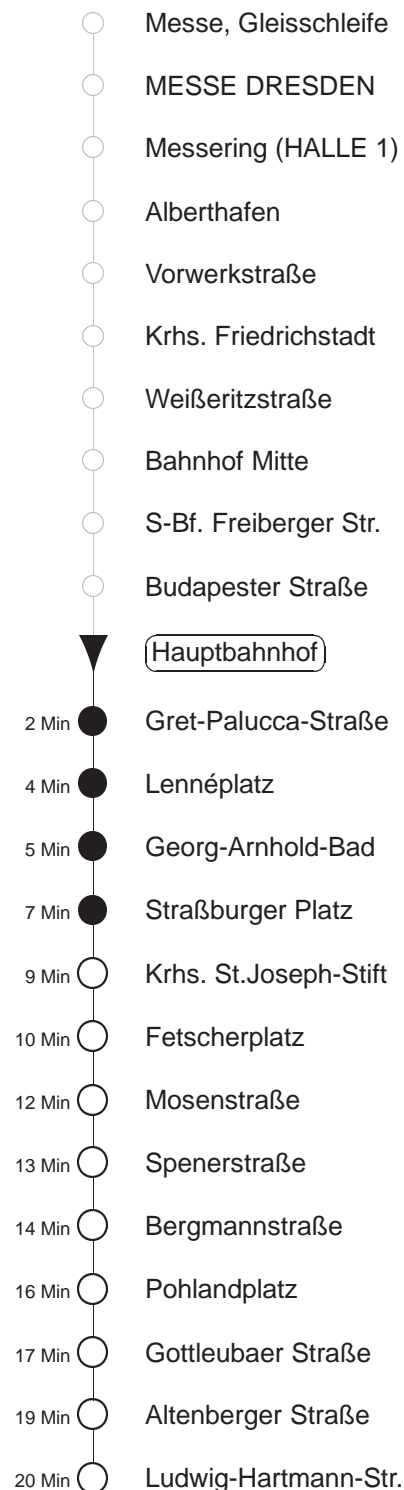 Messe, Gleisschleife
MESSE DRESDEN
Messering (HALLE 1)
Alberthafen
Vorwerkstraße
Krhs. Friedrichstadt
Weißeritzstraße
Bahnhof Mitte
S-Bf. Freiberger Str.
Budapester Straße
Hauptbahnhof
2 Min Gret-Palucca-Straße
4 Min Lennéplatz
5 Min Georg-Arnhold-Bad
7 Min Straßburger Platz
9 Min Krhs. St.Joseph-Stift
10 Min Fetscherplatz
12 Min Mosenstraße
13 Min Spenerstraße
14 Min Bergmannstraße
16 Min Pohlandplatz
17 Min Gottleubaer Straße
19 Min Altenberger Straße
20 Min Ludwig-Hartmann-Str.